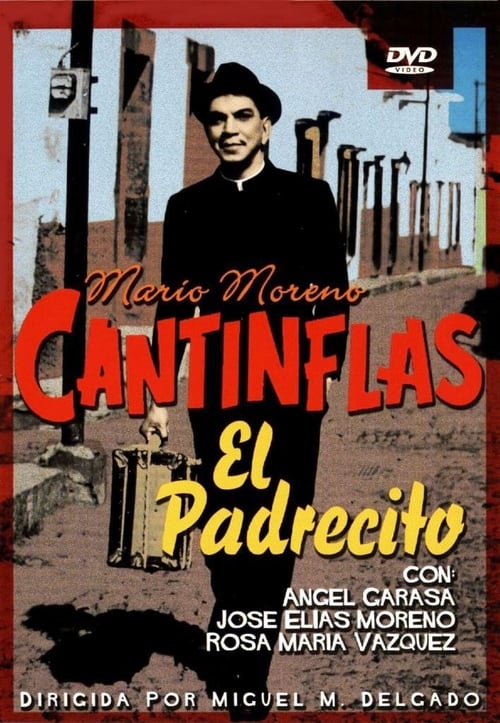 DVD
VIDEO
Mario Moreno
CANTINFLAS
El
Padrecito
CON:
ANGEL GARASA
JOSE ELIAS MORENO
ROSA MARIA VAZQUEZ
DIRIGIDA POR MIGUEL M. DELGADO